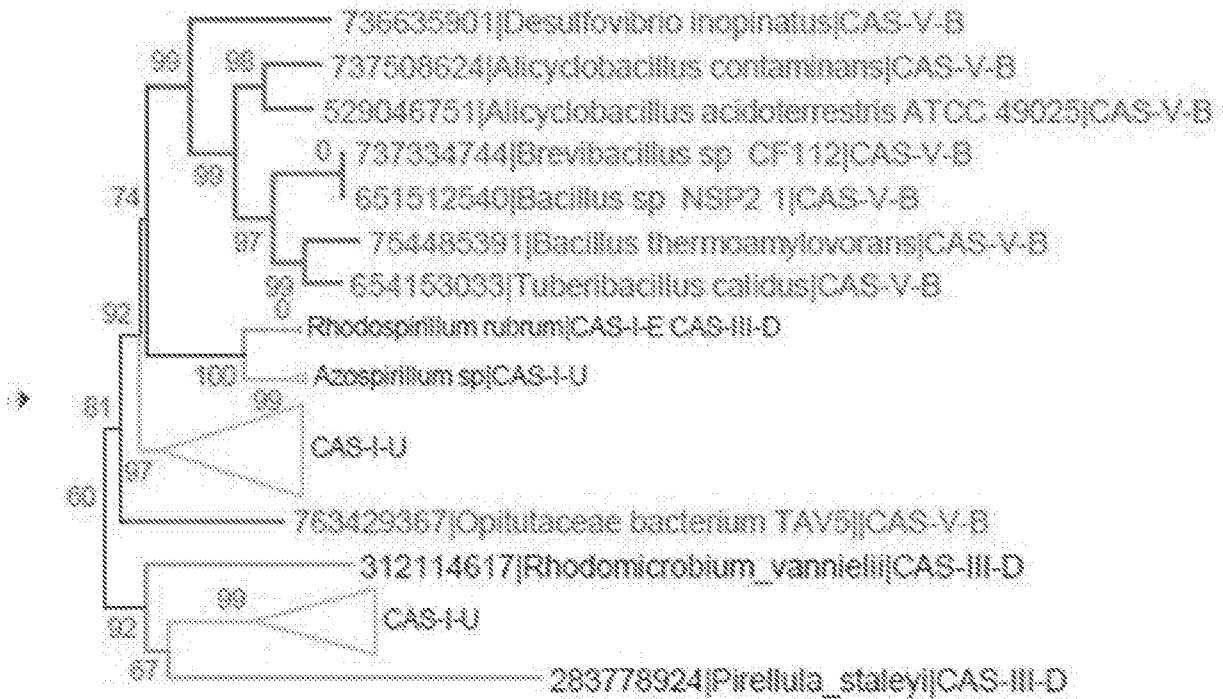 736635901|Desulfovibrio inopinatus|CAS-V-B
99
98
737508624|Alicyclobacillus contaminans|CAS-V-B
529046751|Alicyclobacillus acidoterrestris ATCC 49025|CAS-V-B
0
737334744|Brevibacillus sp CF112|CAS-V-B
99
74
651512540|Bacillus sp NSP2 1|CAS-V-B
97
754485391|Bacillus thermoamylovorans|CAS-V-B
99
654153033|Tuberibacillus calidus|CAS-V-B
0
92
Rhodospirillum rubrum|CAS-I-E CAS-III-D
100
Azospirillum sp|CAS-I-U
81
99
CAS-I-U
97
60
763429367|Opitutaceae bacterium TAV5||CAS-V-B
312114617|Rhodomicrobium_vannielii|CAS-III-D
99
CAS-I-U
92
67
283778924|Pirellula_staleyi|CAS-III-D